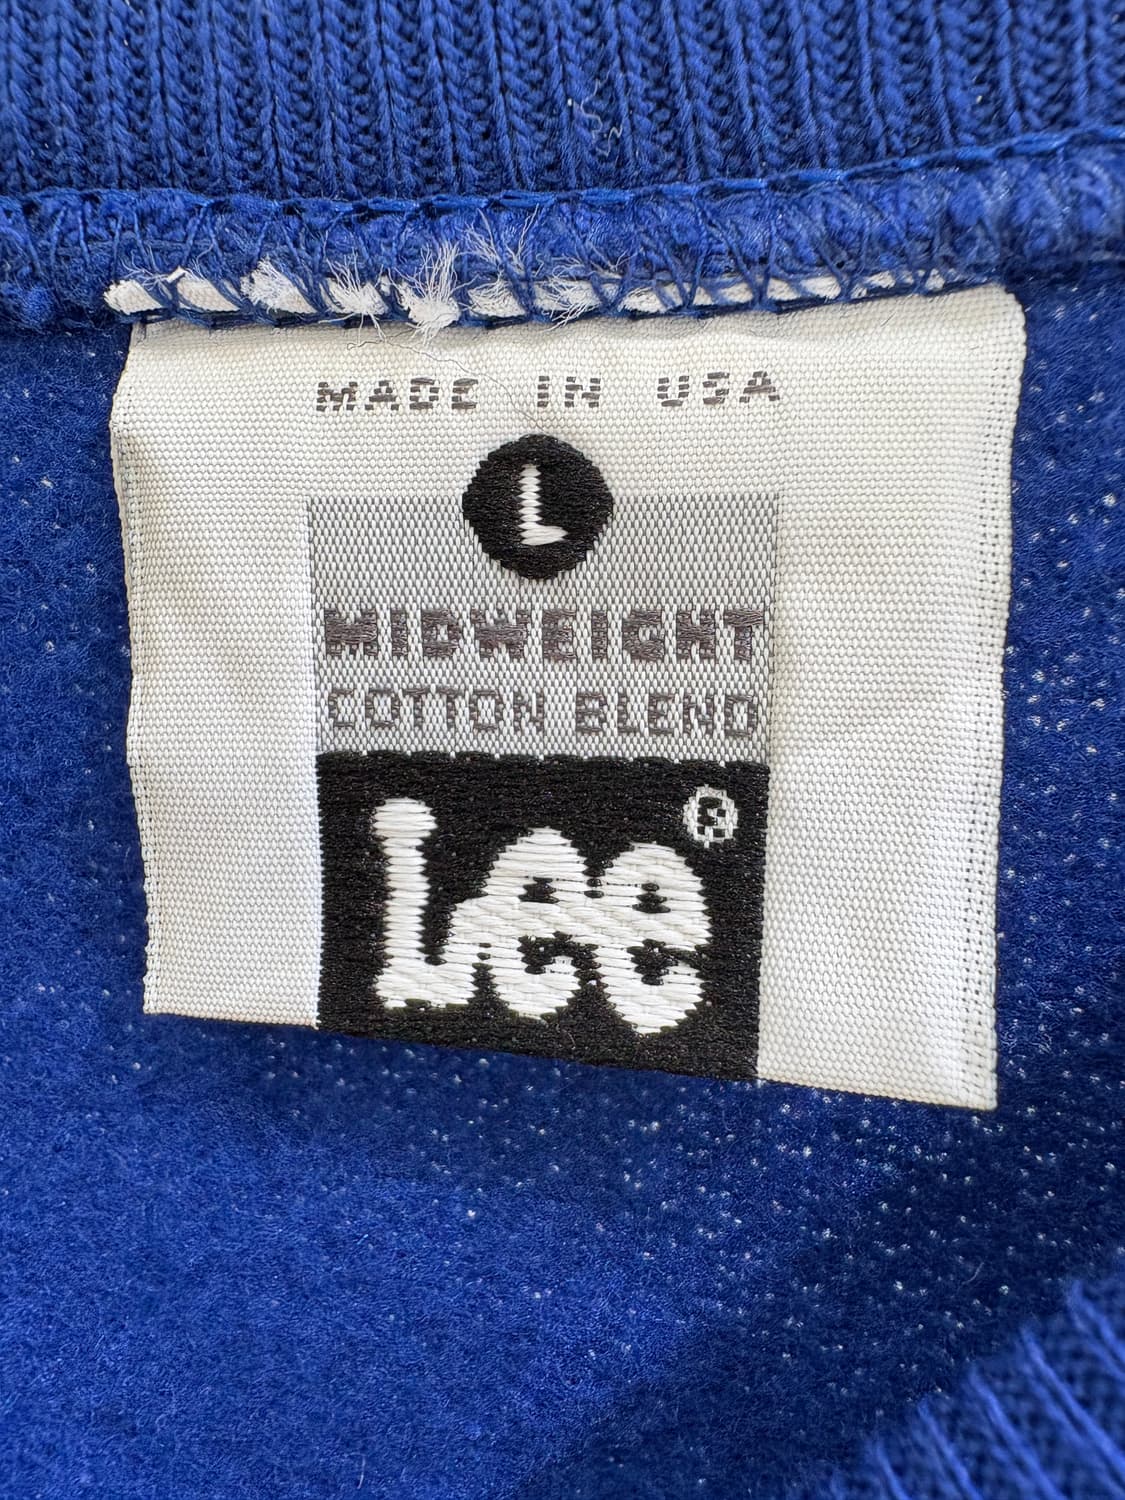 MADE IN USA
L
MIDWEIGHT
COTTON BLEND
Lee®